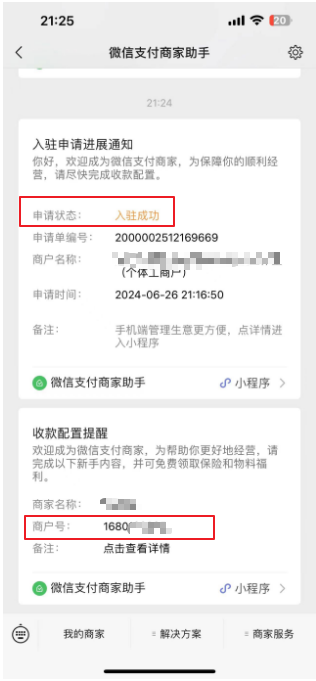 21:25
20
微信支付商家助手
21:24
入驻申请进展通知
你好，欢迎成为微信支付商家，为保障你的顺利经
营，请尽快完成收款配置。
申请状态： 入驻成功
申请单编号： 2000002512169669
商户名称：
（个体工商户）
申请时间： 2024-06-26 21:16:50
备注： 手机端管理生意更方便，点详情进
入小程序
微信支付商家助手 小程序
收款配置提醒
欢迎成为微信支付商家，为帮助你更好地经营，请
完成以下新手内容，并可免费领取保险和物料福
利。
商家名称：
商户号： 1680
备注： 点击查看详情
微信支付商家助手 小程序
我的商家 解决方案 商家服务